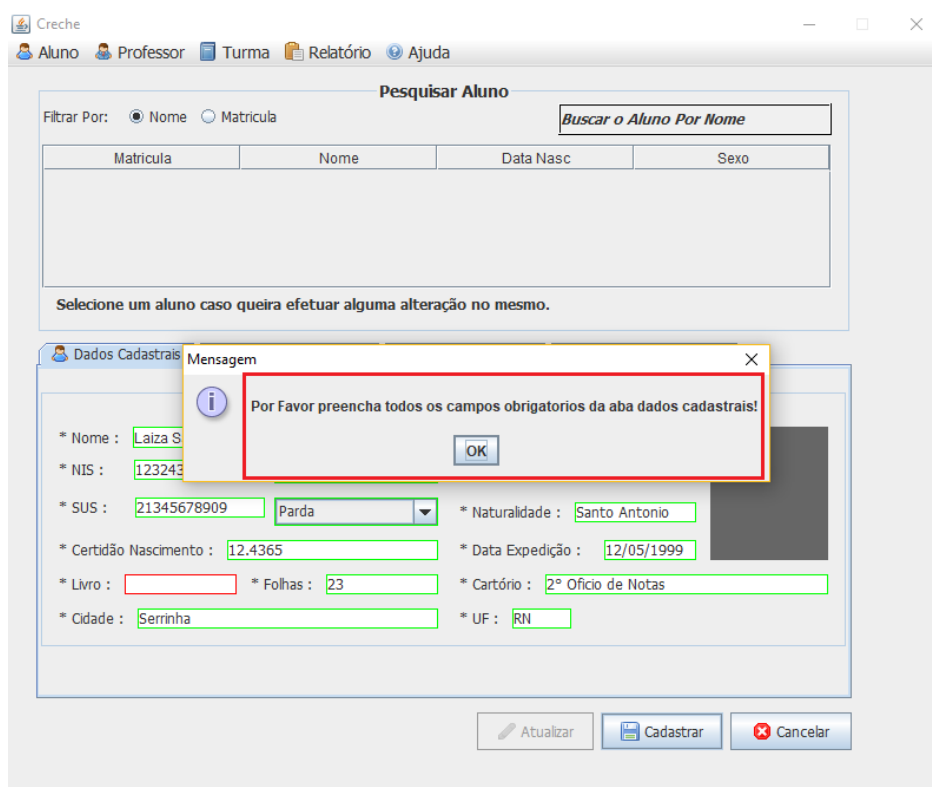 Creche
Aluno Professor Turma Relatório Ajuda
Pesquisar Aluno
Filtrar Por: Nome Matricula Buscar o Aluno Por Nome
Matricula Nome Data Nasc Sexo
Selecione um aluno caso queira efetuar alguma alteração no mesmo.
Dados Cadastrais
Mensagem
Por Favor preencha todos os campos obrigatorios da aba dados cadastrais!
OK
* Nome : Laiza S
* NIS : 123243
* SUS : 21345678909 Parda * Naturalidade : Santo Antonio
* Certidão Nascimento : 12.4365 * Data Expedição : 12/05/1999
* Livro : * Folhas : 23 * Cartório : 2° Oficio de Notas
* Cidade : Serrinha * UF : RN
Atualizar Cadastrar Cancelar